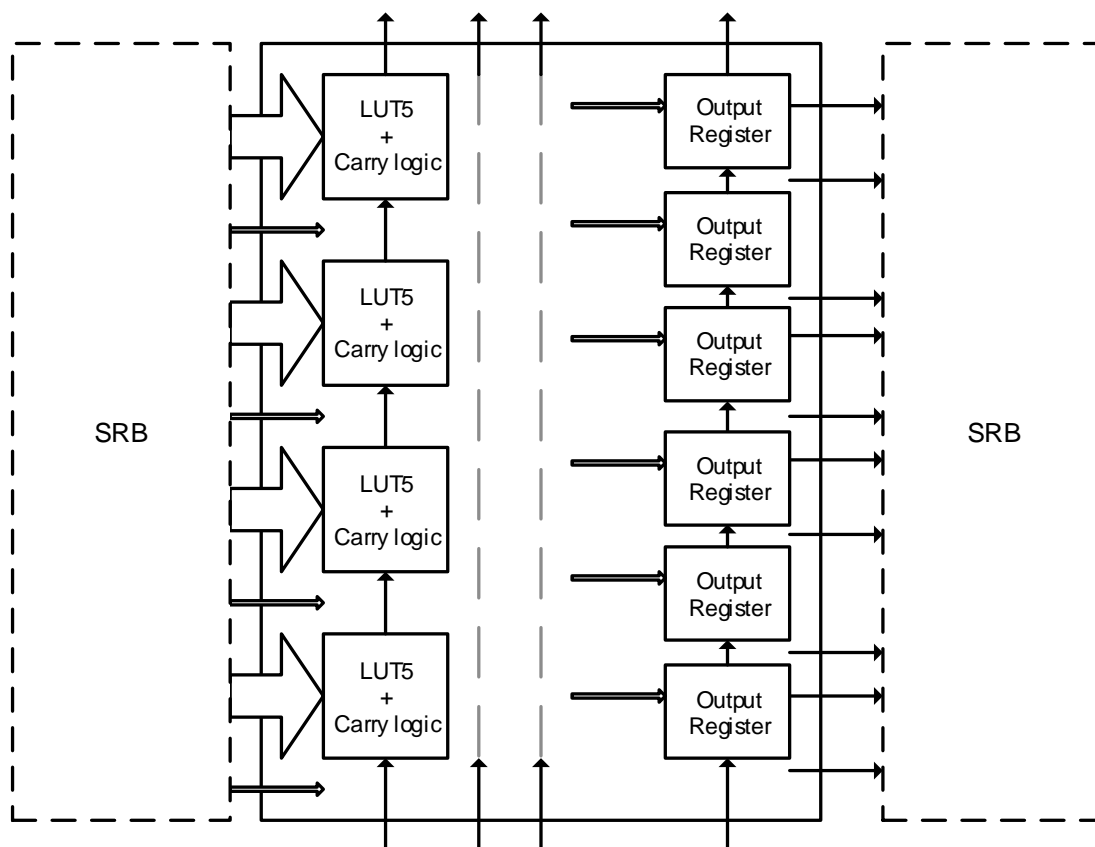 SRB
LUT5
+
Carry logic
LUT5
+
Carry logic
LUT5
+
Carry logic
LUT5
+
Carry logic
Output
Register
Output
Register
Output
Register
Output
Register
Output
Register
Output
Register
SRB